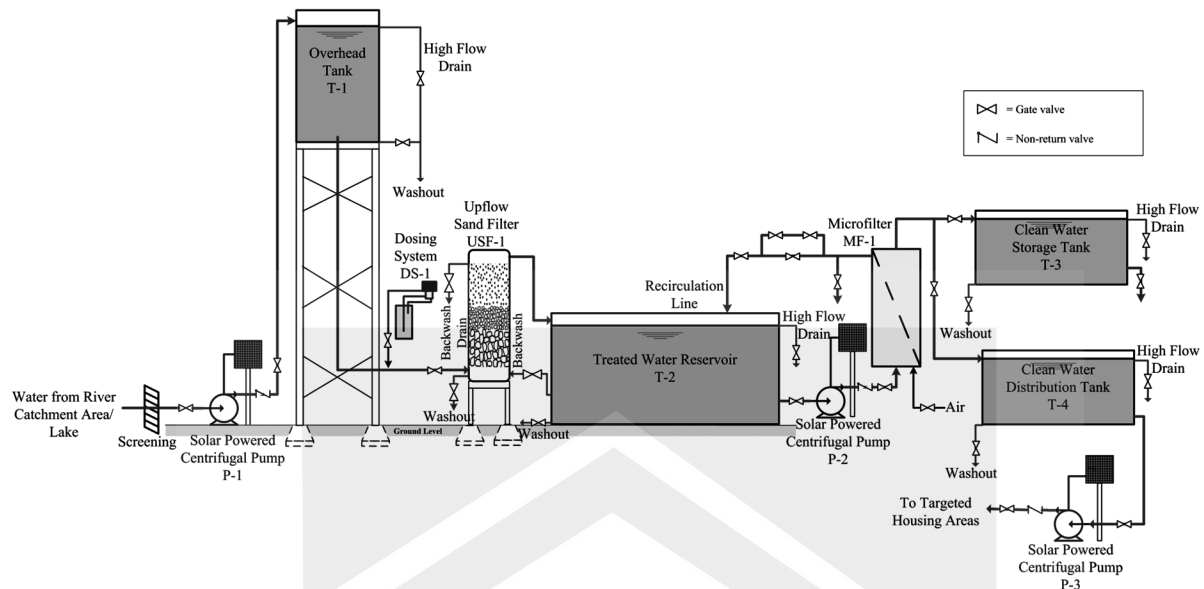 Overhead
Tank
T-1
High Flow
Drain
Washout
Upflow
Sand Filter
USF-1
Dosing
System
DS-1
Backwash
Drain
Backwash
Washout
Water from River
Catchment Area/
Lake
Screening
Solar Powered
Centrifugal Pump
P-1
Ground Level
Washout
Recirculation
Line
Treated Water Reservoir
T-2
High Flow
Drain
Solar Powered
Centrifugal Pump
P-2
Microfilter
MF-1
Air
= Gate valve
= Non-return valve
Clean Water
Storage Tank
T-3
High Flow
Drain
Washout
Clean Water
Distribution Tank
T-4
High Flow
Drain
Washout
To Targeted
Housing Areas
Solar Powered
Centrifugal Pump
P-3